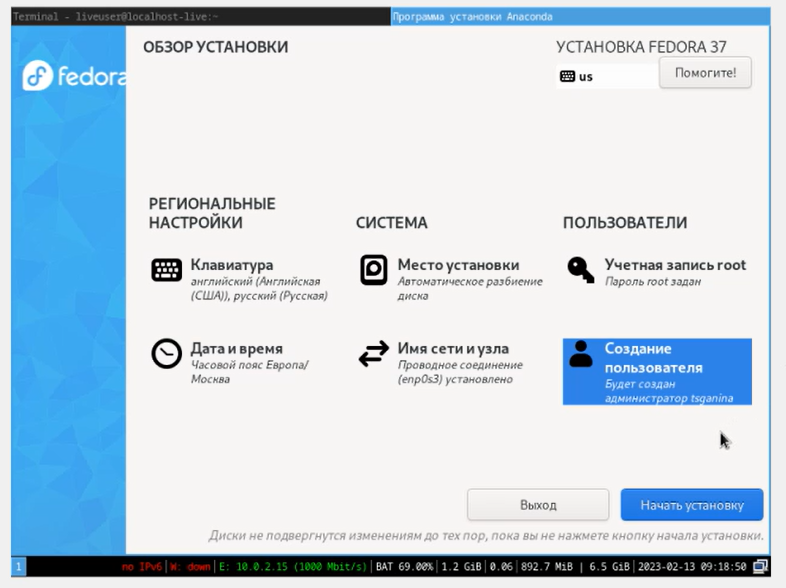 Terminal - liveuser@localhost-live:~
Программа установки Anaconda
fedora
ОБЗОР УСТАНОВКИ
УСТАНОВКА FEDORA 37
us
Помогите!
РЕГИОНАЛЬНЫЕ
НАСТРОЙКИ
СИСТЕМА
ПОЛЬЗОВАТЕЛИ
Клавиатура
английский (Английская
(США)), русский (Русская)
Место установки
Автоматическое разбиение
диска
Учетная запись root
Пароль root задан
Дата и время
Часовой пояс Европа/
Москва
Имя сети и узла
Проводное соединение
(enp0s3) установлено
Создание
пользователя
Будет создан
администратор tsganina
Выход
Начать установку
Диски не подвергнутся изменениям до тех пор, пока вы не нажмете кнопку начала установки.
1
no IPv6|W: down|E: 10.0.2.15 (1000 Mbit/s)|BAT 69.00%|1.2 GiB|0.06|892.7 MiB | 6.5 GiB|2023-02-13 09:18:50